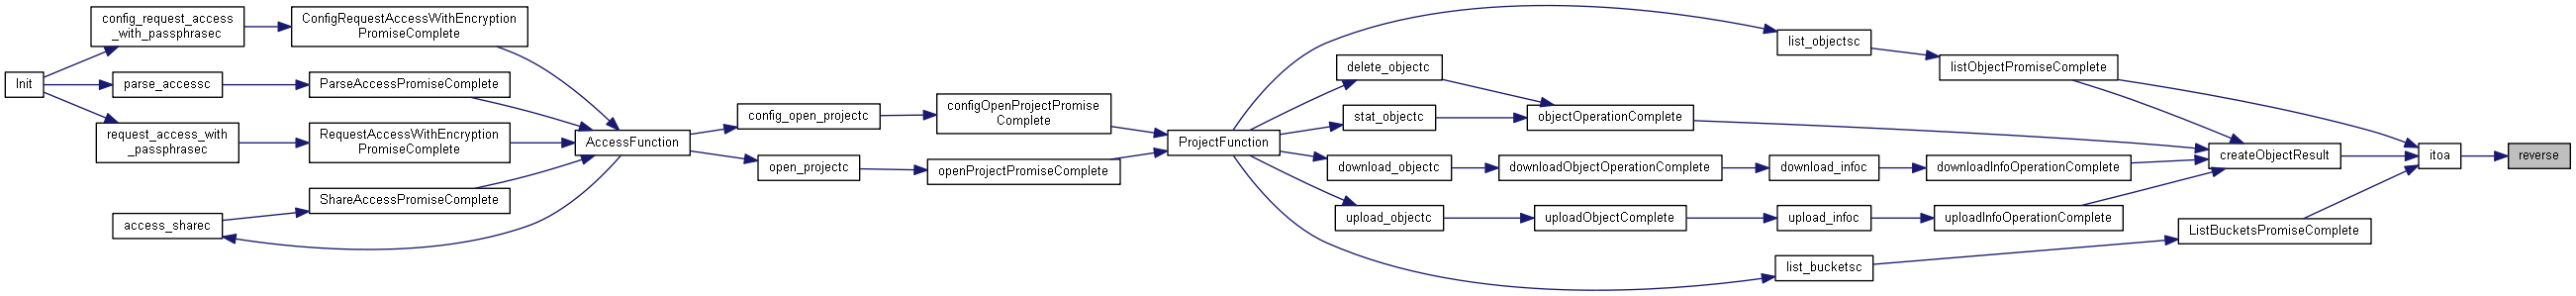 Init
config_request_access
_with_passphrasec
parse_accessc
request_access_with
_passphrasec
access_sharec
ConfigRequestAccessWithEncryption
PromiseComplete
ParseAccessPromiseComplete
RequestAccessWithEncryption
PromiseComplete
ShareAccessPromiseComplete
AccessFunction
config_open_projectc
open_projectc
configOpenProjectPromise
Complete
openProjectPromiseComplete
ProjectFunction
delete_objectc
stat_objectc
download_objectc
upload_objectc
objectOperationComplete
downloadObjectOperationComplete
uploadObjectComplete
list_objectsc
download_infoc
upload_infoc
list_bucketsc
listObjectPromiseComplete
downloadInfoOperationComplete
uploadInfoOperationComplete
createObjectResult
ListBucketsPromiseComplete
itoa
reverse